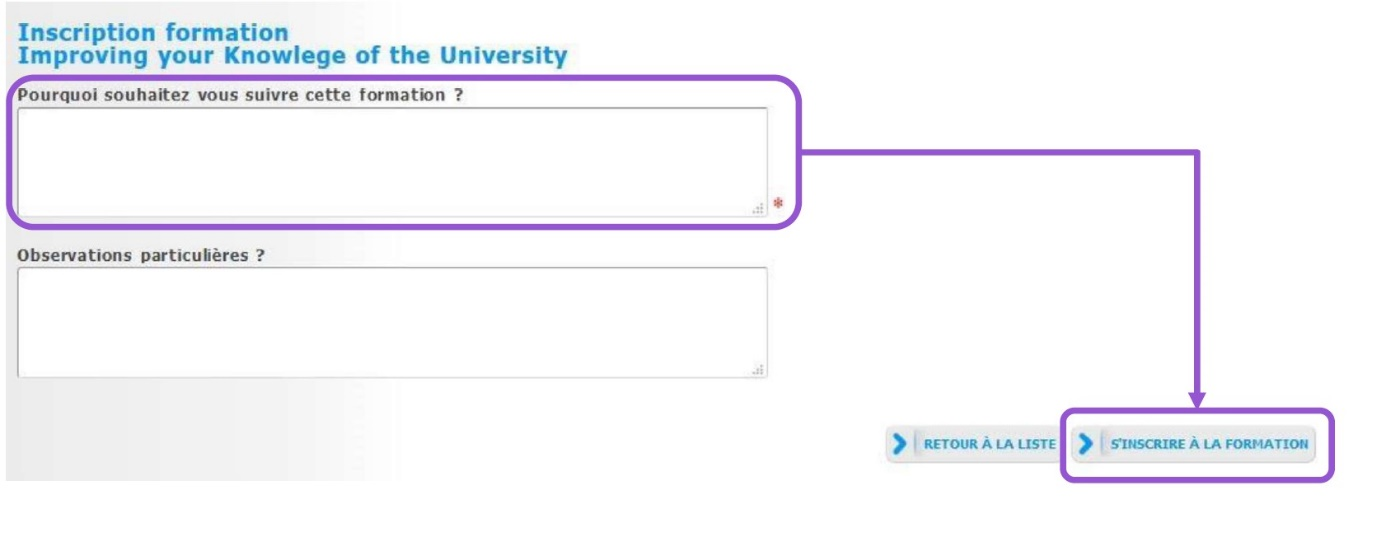 Inscription formation
Improving your Knowlege of the University
Pourquoi souhaitez vous suivre cette formation ?
*
Observations particulières ?
RETOUR À LA LISTE
S'INSCRIRE À LA FORMATION